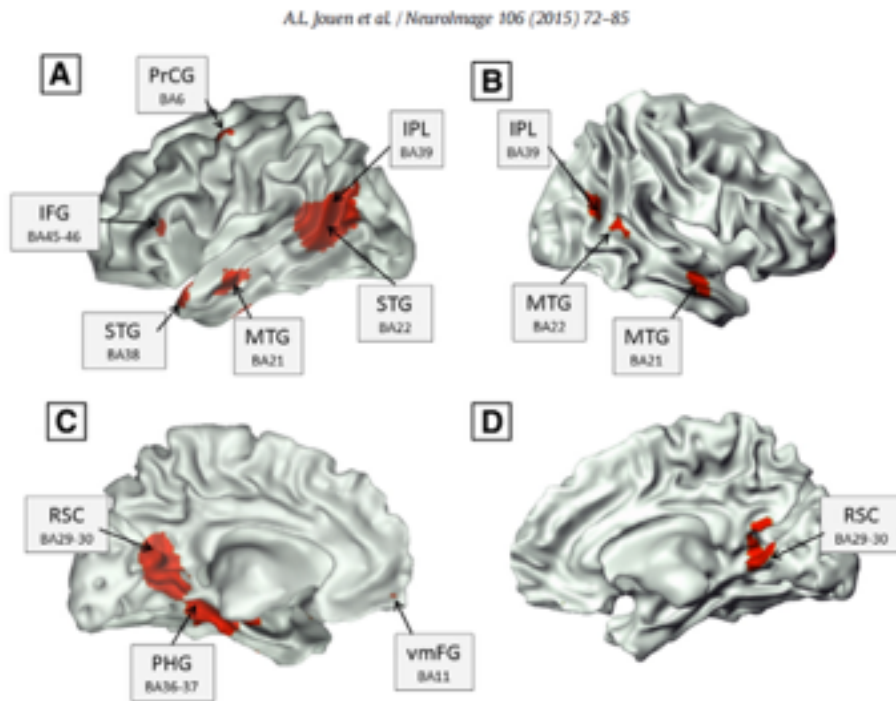 A.L. Jouen et al. / NeuroImage 106 (2015) 72–85
A
PrCG
BA6
IPL
BA39
IFG
BA45-46
STG
BA38
MTG
BA21
STG
BA22
B
IPL
BA39
MTG
BA22
MTG
BA21
C
RSC
BA29-30
PHG
BA36-37
vmFG
BA11
D
RSC
BA29-30